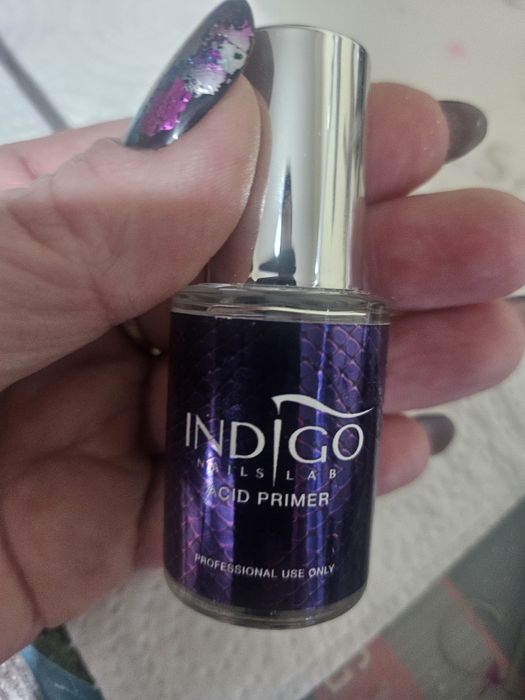 INDIGO
NAILS LAB
ACID PRIMER
PROFESSIONAL USE ONLY